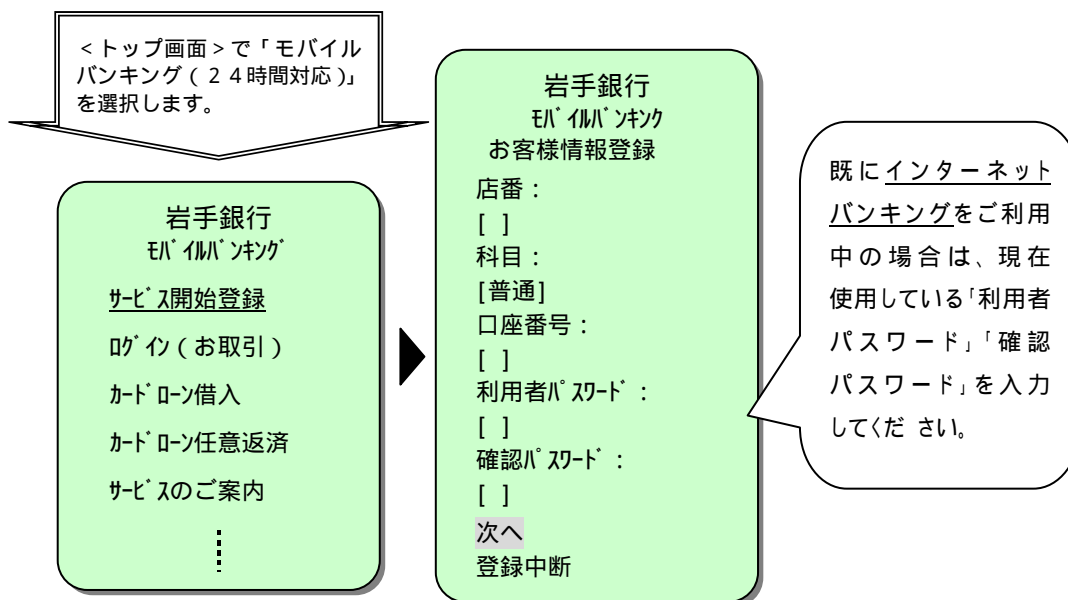 <トップ画面>で「モバイル
バンキング(24時間対応)」
を選択します。
岩手銀行
ﾓﾊﾞｲﾙﾊﾞﾝｷﾝｸﾞ
ｻｰﾋﾞｽ開始登録
ﾛｸﾞｲﾝ(お取引)
ｶｰﾄﾞﾛｰﾝ借入
ｶｰﾄﾞﾛｰﾝ任意返済
ｻｰﾋﾞｽのご案内
岩手銀行
ﾓﾊﾞｲﾙﾊﾞﾝｷﾝｸ
お客様情報登録
店番:
[ ]
科目:
[普通]
口座番号:
[ ]
利用者ﾊﾟｽﾜｰﾄﾞ:
[ ]
確認ﾊﾟｽﾜｰﾄﾞ:
[ ]
次へ
登録中断
既にインターネット
バンキングをご利用
中の場合は、現在
使用している「利用者
パスワード」「確認
パスワード」を入力
してくだ さい。